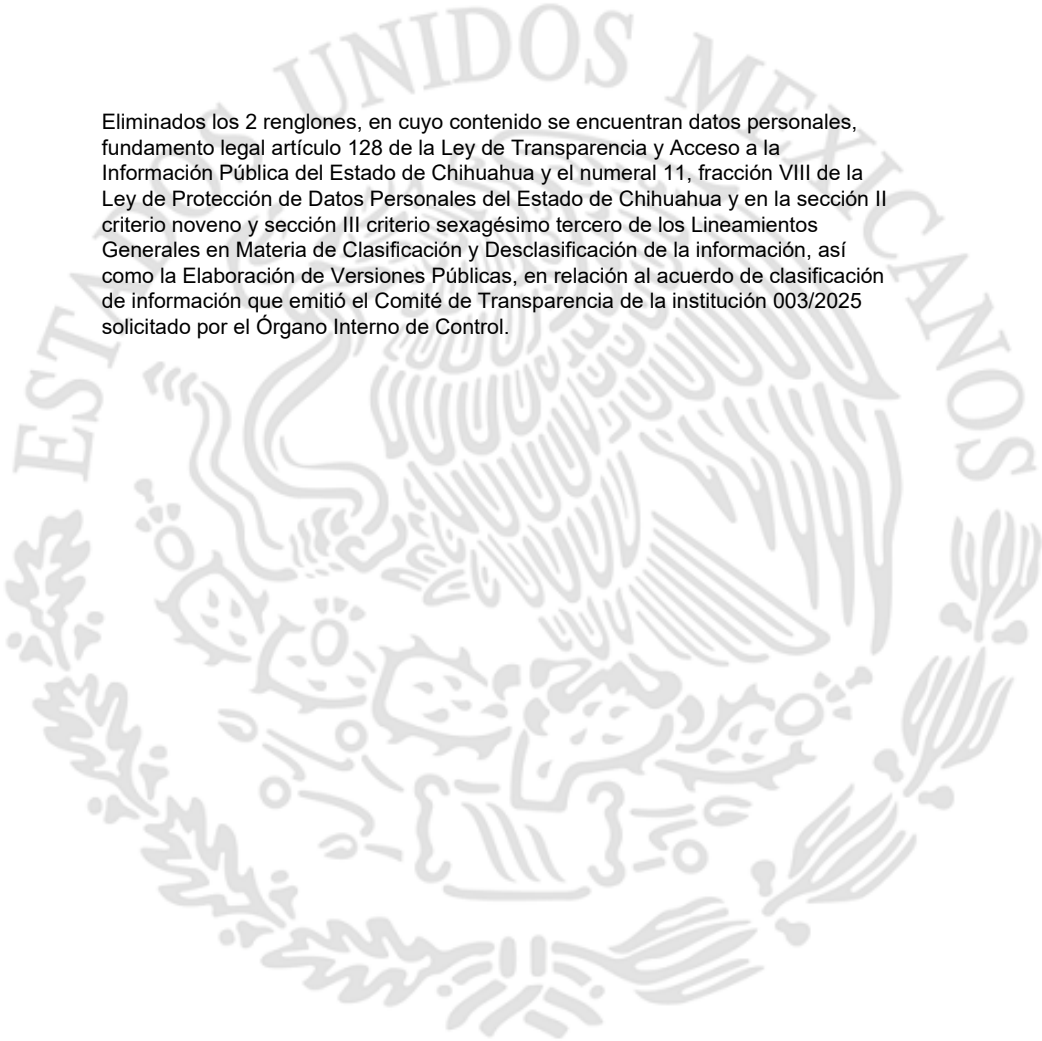 ESTADOS UNIDOS MEXICANOS
Eliminados los 2 renglones, en cuyo contenido se encuentran datos personales,
fundamento legal artículo 128 de la Ley de Transparencia y Acceso a la
Información Pública del Estado de Chihuahua y el numeral 11, fracción VIII de la
Ley de Protección de Datos Personales del Estado de Chihuahua y en la sección II
criterio noveno y sección III criterio sexagésimo tercero de los Lineamientos
Generales en Materia de Clasificación y Desclasificación de la información, así
como la Elaboración de Versiones Públicas, en relación al acuerdo de clasificación
de información que emitió el Comité de Transparencia de la institución 003/2025
solicitado por el Órgano Interno de Control.